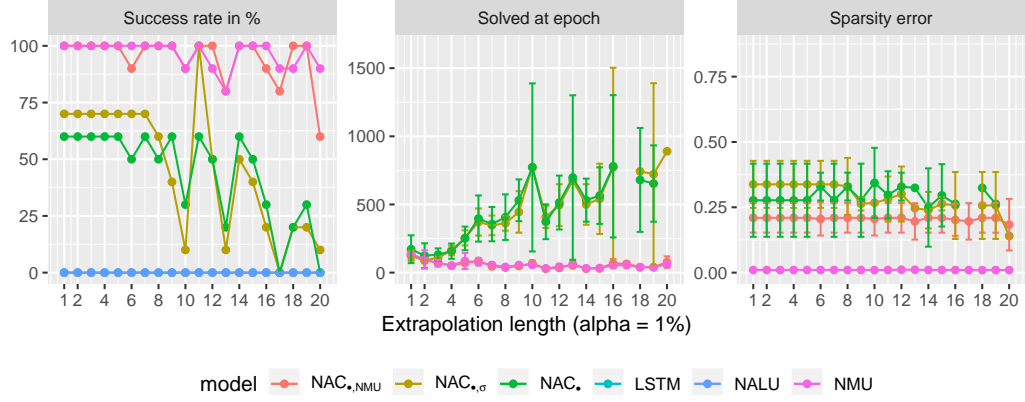 Success rate in %
Solved at epoch
Sparsity error
100
75
50
25
0
1 2 4 6 8 10 12 14 16 18 20
1500
1000
500
0
1 2 4 6 8 10 12 14 16 18 20
0.75
0.50
0.25
0.00
1 2 4 6 8 10 12 14 16 18 20
Extrapolation length (alpha = 1%)
model NAC•,NMU NAC•,σ NAC• LSTM NALU NMU